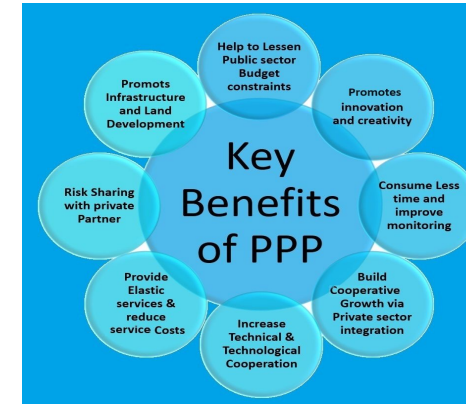 Help to Lessen
Public sector
Budget
constraints
Promotes
innovation
and creativity
Consume Less
time and
improve
monitoring
Build
Cooperative
Growth via
Private sector
integration
Increase
Technical &
Technological
Cooperation
Provide
Elastic
services &
reduce
service Costs
Risk Sharing
with private
Partner
Promots
Infrastructure
and Land
Development
Key
Benefits
of PPP